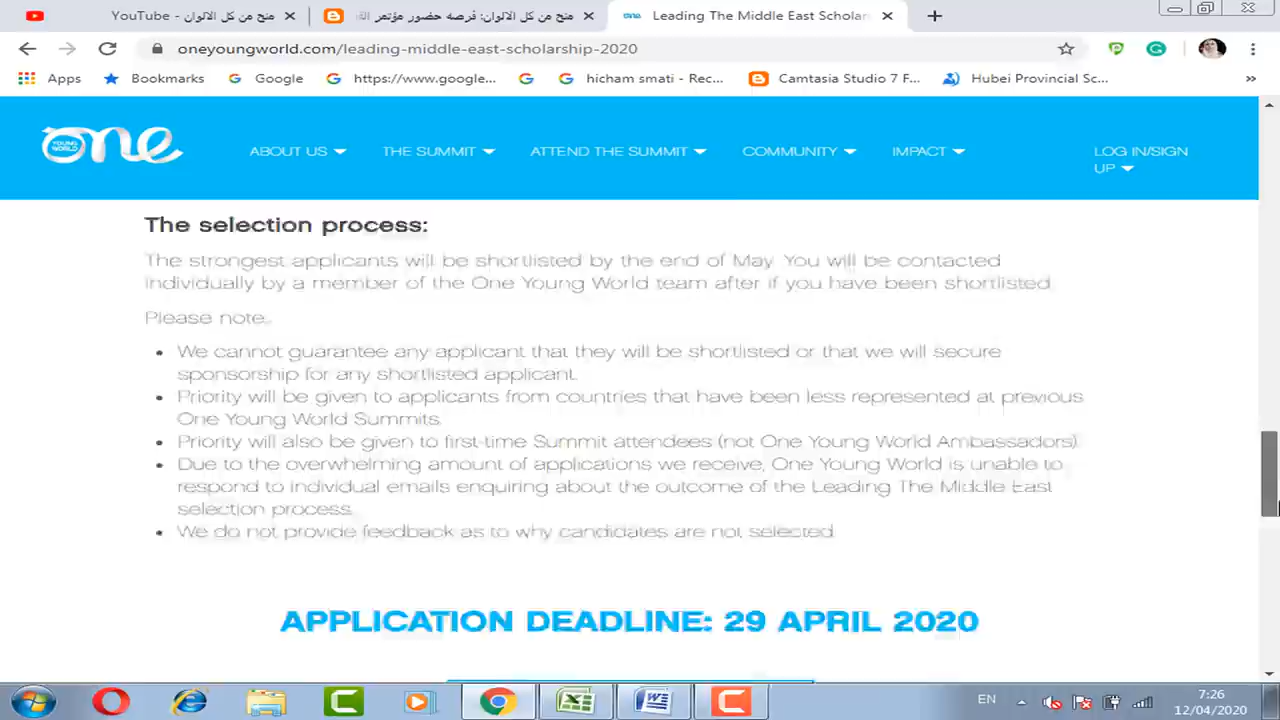 منح من كل الالوان - YouTube
منح من كل الالوان: فرصه حضور مؤتمر
Leading The Middle East Scholar
oneyoungworld.com/leading-middle-east-scholarship-2020
Apps
Bookmarks
Google
https://www.google...
hicham smati - Rec...
Camtasia Studio 7 F...
Hubei Provincial Sc...
YOUNG WORLD one
ABOUT US
THE SUMMIT
ATTEND THE SUMMIT
COMMUNITY
IMPACT
LOG IN/SIGN
UP
The selection process:
The strongest applicants will be shortlisted by the end of May. You will be contacted
individually by a member of the One Young World team after if you have been shortlisted.
Please note:
• We cannot guarantee any applicant that they will be shortlisted or that we will secure
sponsorship for any shortlisted applicant.
• Priority will be given to applicants from countries that have been less represented at previous
One Young World Summits.
• Priority will also be given to first-time Summit attendees (not One Young World Ambassadors)
• Due to the overwhelming amount of applications we receive, One Young World is unable to
respond to individual emails enquiring about the outcome of the Leading The Middle East
selection process.
• We do not provide feedback as to why candidates are not selected.
APPLICATION DEADLINE: 29 APRIL 2020
EN
7:26
12/04/2020